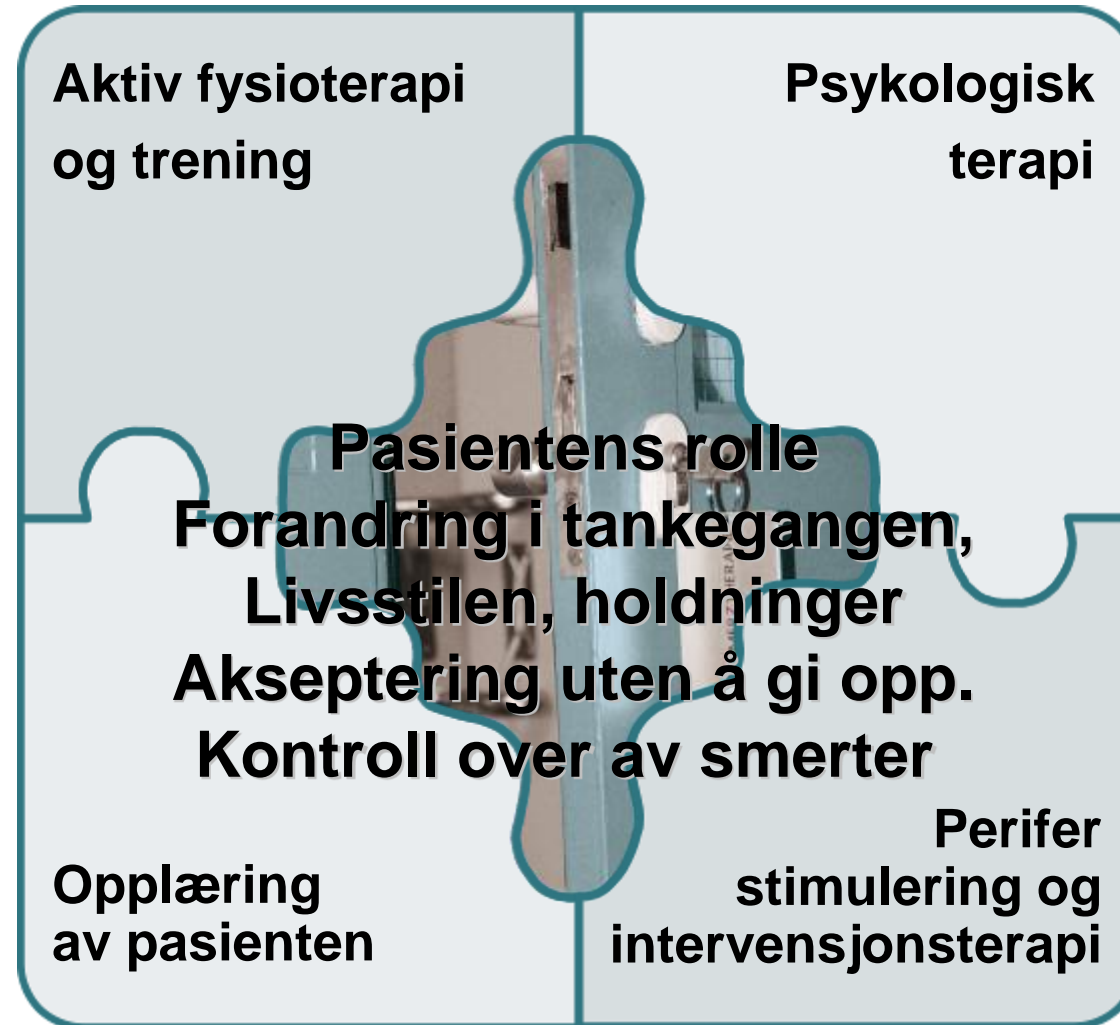 Aktiv fysioterapi
og trening
Psykologisk
terapi
Pasientens rolle
Forandring i tankegangen,
Livsstilen, holdninger
Akseptering uten å gi opp.
Kontroll over av smerter
Opplæring
av pasienten
Perifer
stimulering og
intervensjonsterapi